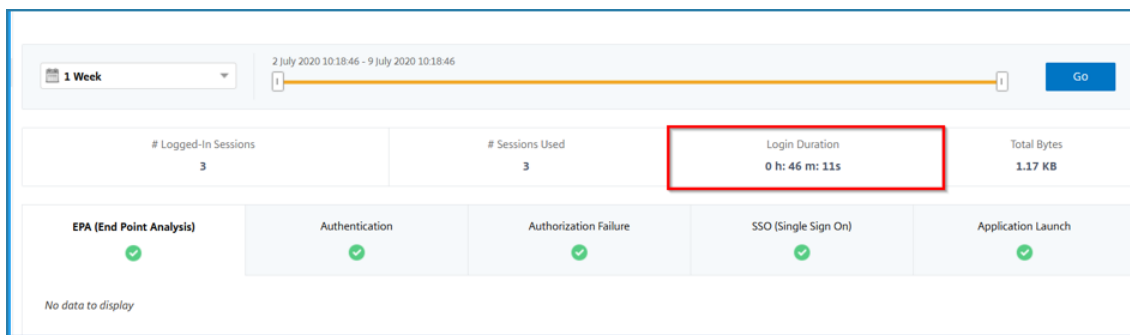 2 July 2020 10:18:46 - 9 July 2020 10:18:46
1 Week
Go
# Logged-In Sessions
3
# Sessions Used
3
Login Duration
0 h: 46 m: 11s
Total Bytes
1.17 KB
EPA (End Point Analysis)
Authentication
Authorization Failure
SSO (Single Sign On)
Application Launch
No data to display